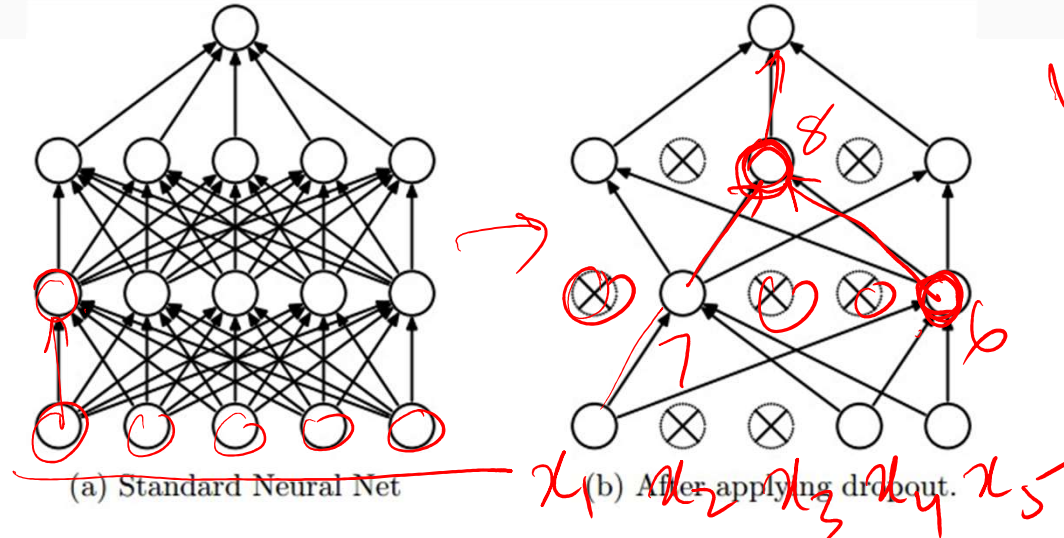 8
6
7
x1 x2 x3 x4 x5
(a) Standard Neural Net
(b) After applying dropout.